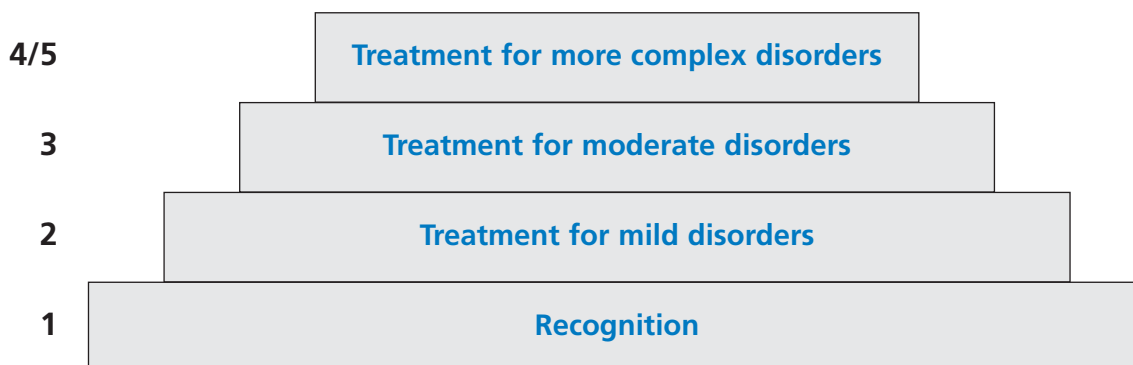 4/5 Treatment for more complex disorders
3 Treatment for moderate disorders
2 Treatment for mild disorders
1 Recognition